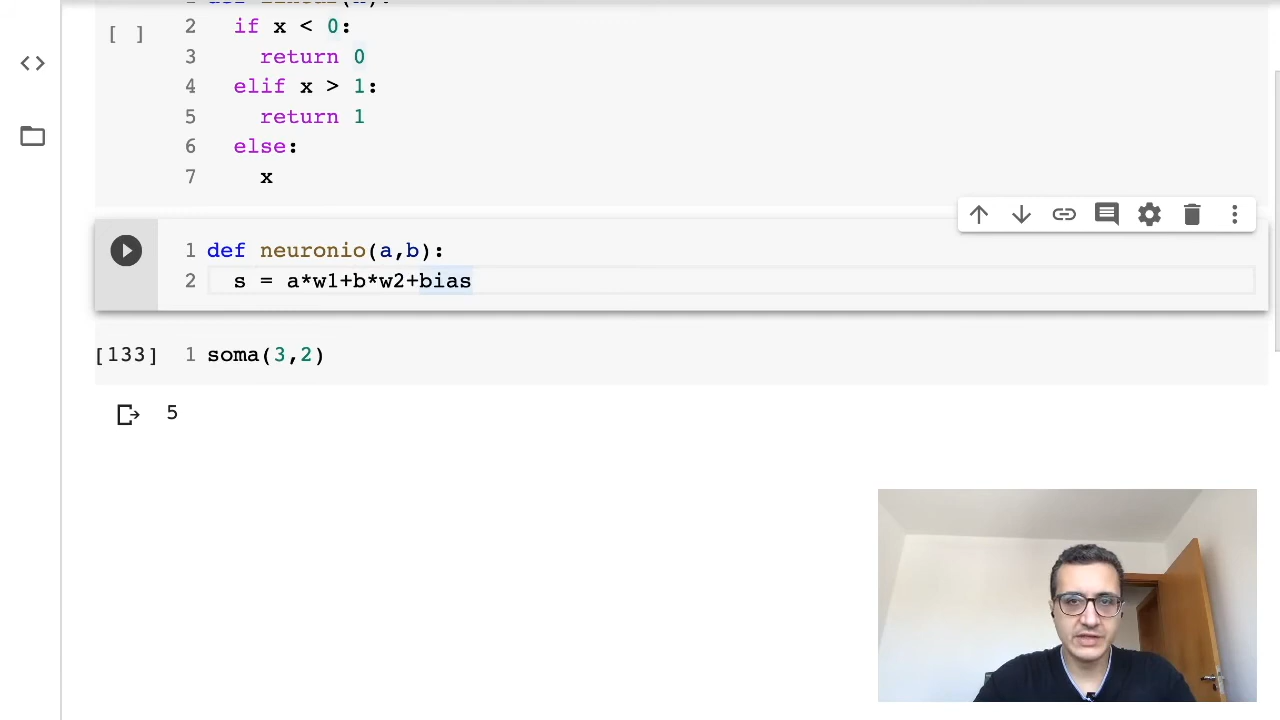 2 if x < 0:
[ ]
3 return 0
4 elif x > 1:
5 return 1
6 else:
7 x
1 def neuronio(a,b):
2 s = a*w1+b*w2+bias
[133] 1 soma(3,2)
5